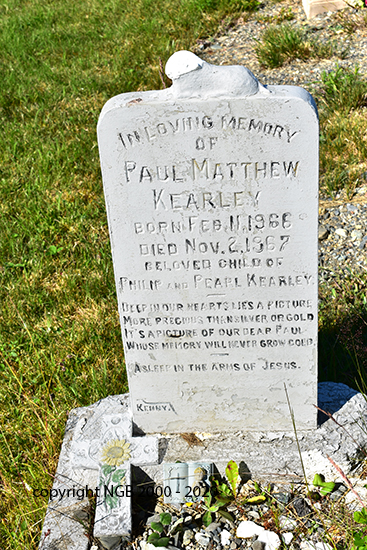 IN LOVING MEMORY
OF
PAUL MATTHEW
KEARLEY
BORN FEB. 11, 1966
DIED NOV. 2, 1967
BELOVED CHILD OF
PHILIP AND PEARL KEARLEY.
DEEP IN OUR HEARTS LIES A PICTURE
MORE PRECIOUS THAN SILVER OR GOLD
IT'S A PICTURE OF OUR DEAR PAUL
WHOSE MEMORY WILL NEVER GROW COLD.
ASLEEP IN THE ARMS OF JESUS.
KENNY.
copyright NGB 2000 - 20